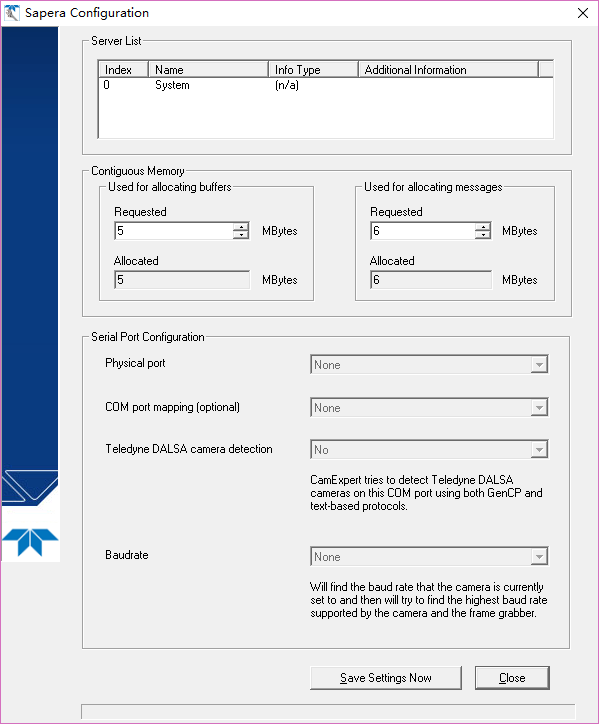 Sapera Configuration
Server List
Index Name Info Type Additional Information
0 System (n/a)
Contiguous Memory
Used for allocating buffers
Requested
5 MBytes
Allocated
5 MBytes
Used for allocating messages
Requested
6 MBytes
Allocated
6 MBytes
Serial Port Configuration
Physical port None
COM port mapping (optional) None
Teledyne DALSA camera detection No
CamExpert tries to detect Teledyne DALSA
cameras on this COM port using both GenCP and
text-based protocols.
Baudrate None
Will find the baud rate that the camera is currently
set to and then will try to find the highest baud rate
supported by the camera and the frame grabber.
Save Settings Now Close